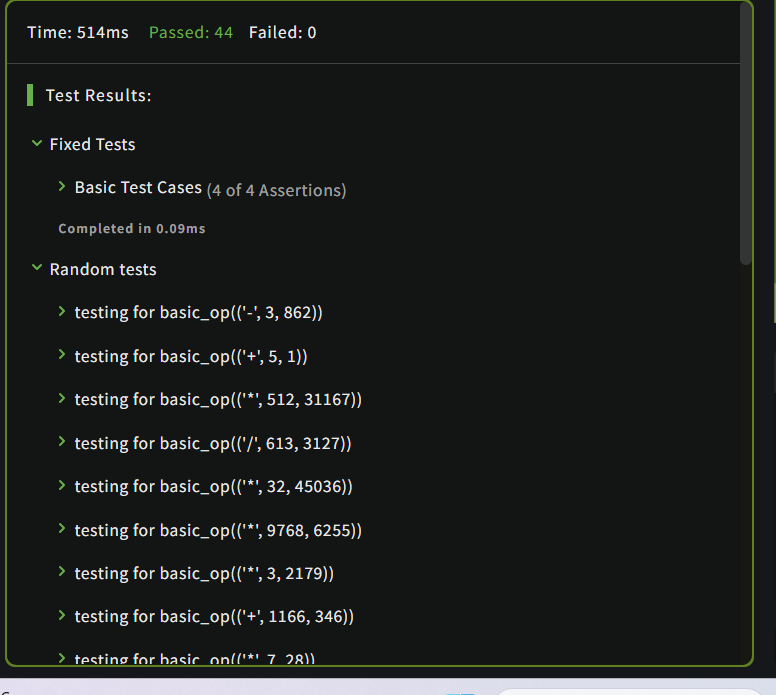 Time: 514ms Passed: 44 Failed: 0
Test Results:
Fixed Tests
Basic Test Cases (4 of 4 Assertions)
Completed in 0.09ms
Random tests
testing for basic_op(('-', 3, 862))
testing for basic_op(('+', 5, 1))
testing for basic_op(('*', 512, 31167))
testing for basic_op(('/', 613, 3127))
testing for basic_op(('*', 32, 45036))
testing for basic_op(('*', 9768, 6255))
testing for basic_op(('*', 3, 2179))
testing for basic_op(('+', 1166, 346))
testing for basic_op(('*', 7, 28))